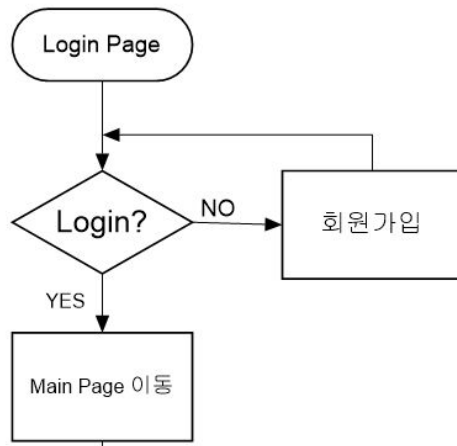 Login Page
Login?
NO
회원가입
YES
Main Page 이동